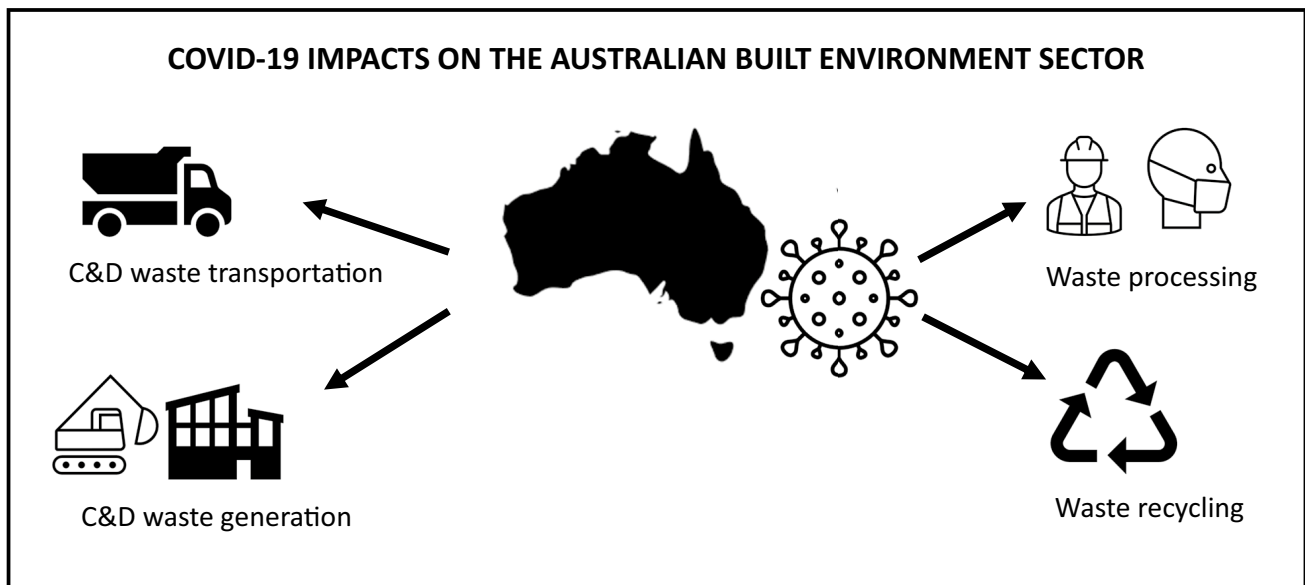 COVID-19 IMPACTS ON THE AUSTRALIAN BUILT ENVIRONMENT SECTOR
C&D waste transportation
Waste processing
C&D waste generation
Waste recycling